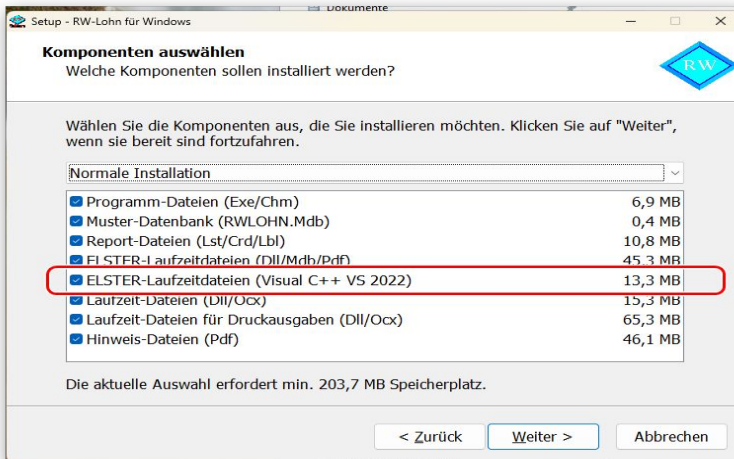 Dokumente
Setup - RW-Lohn für Windows
Komponenten auswählen
Welche Komponenten sollen installiert werden?
RW
Wählen Sie die Komponenten aus, die Sie installieren möchten. Klicken Sie auf "Weiter",
wenn sie bereit sind fortzufahren.
Normale Installation
Programm-Dateien (Exe/Chm) 6,9 MB
Muster-Datenbank (RWLOHN.Mdb) 0,4 MB
Report-Dateien (Lst/Crd/Lbl) 10,8 MB
ELSTER-Laufzeitdateien (Dll/Mdb/Pdf) 45,3 MB
ELSTER-Laufzeitdateien (Visual C++ VS 2022) 13,3 MB
Laufzeit-Dateien (Dll/Ocx) 15,3 MB
Laufzeit-Dateien für Druckausgaben (Dll/Ocx) 65,3 MB
Hinweis-Dateien (Pdf) 46,1 MB
Die aktuelle Auswahl erfordert min. 203,7 MB Speicherplatz.
< Zurück Weiter > Abbrechen